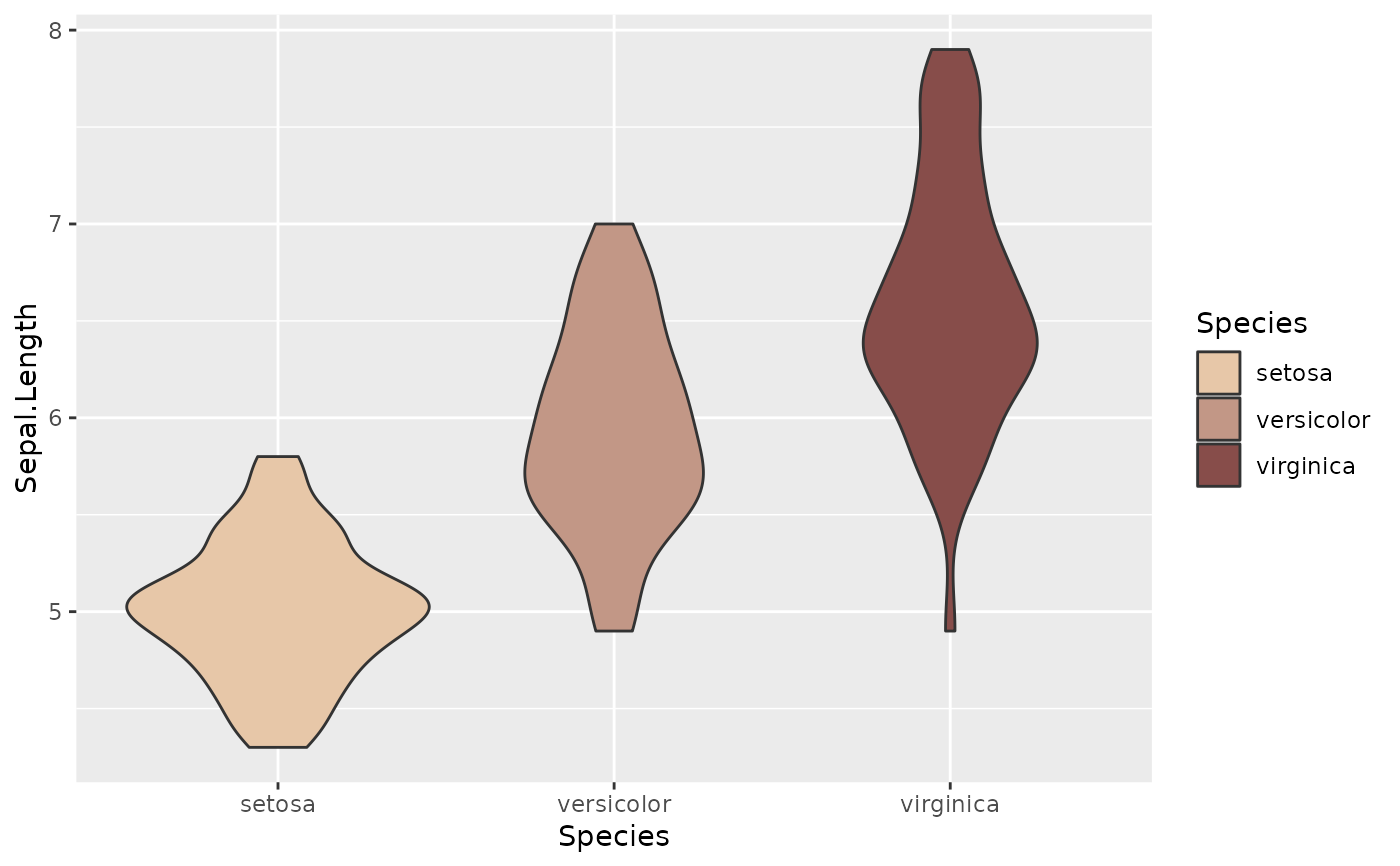 8
7
6
5
Sepal.Length
setosa
versicolor
virginica
Species
Species
setosa
versicolor
virginica